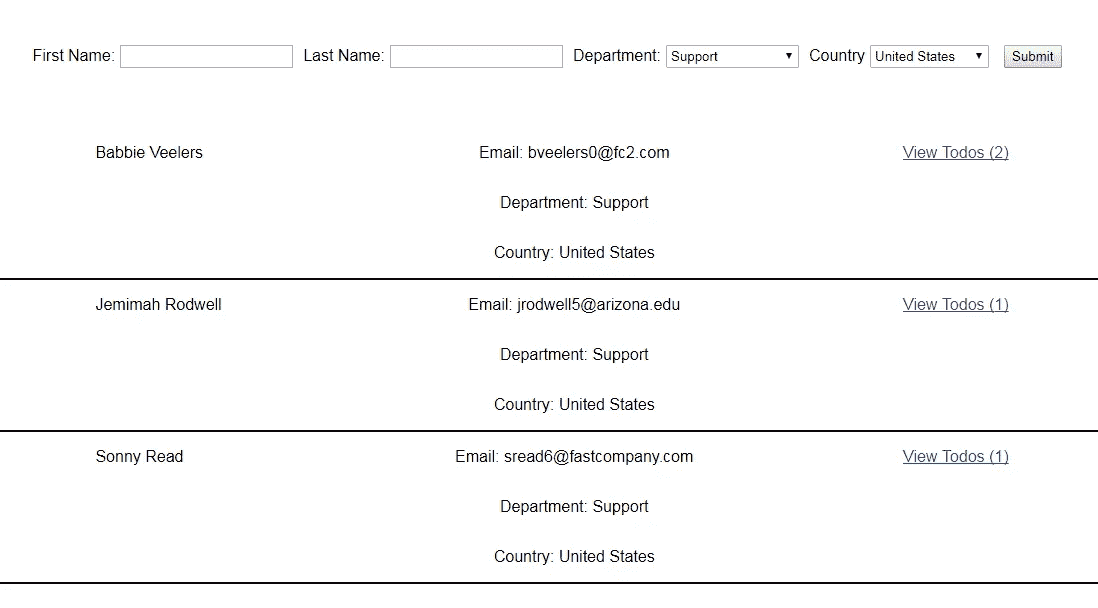 First Name: Last Name: Department: Support Country United States Submit
Babbie Veelers Email: bveelers0@fc2.com View Todos (2)
Department: Support
Country: United States
Jemimah Rodwell Email: jrodwell5@arizona.edu View Todos (1)
Department: Support
Country: United States
Sonny Read Email: sread6@fastcompany.com View Todos (1)
Department: Support
Country: United States